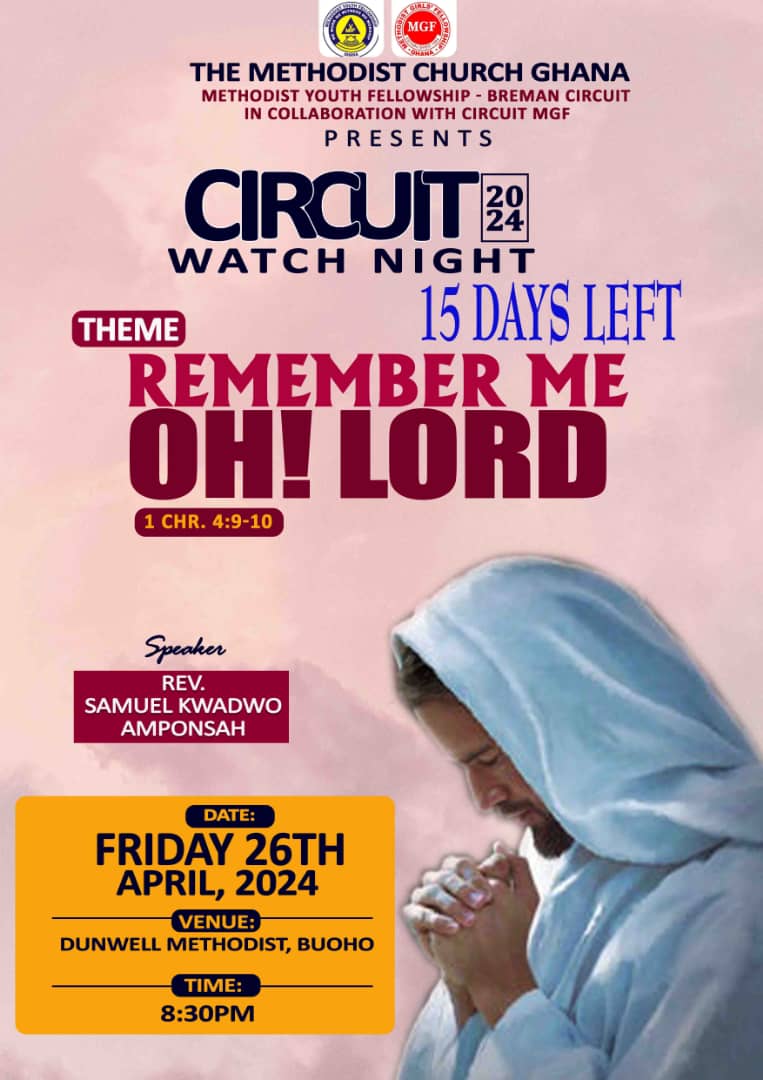 MGF
THE METHODIST CHURCH GHANA
METHODIST YOUTH FELLOWSHIP - BREMAN CIRCUIT
IN COLLABORATION WITH CIRCUIT MGF
PRESENTS
CIRCUIT 2024
WATCH NIGHT
15 DAYS LEFT
THEME
REMEMBER ME
OH! LORD
1 CHR. 4:9-10
Speaker
REV.
SAMUEL KWADWO
AMPONSAH
DATE:
FRIDAY 26TH
APRIL, 2024
VENUE:
DUNWELL METHODIST, BUOHO
TIME:
8:30PM